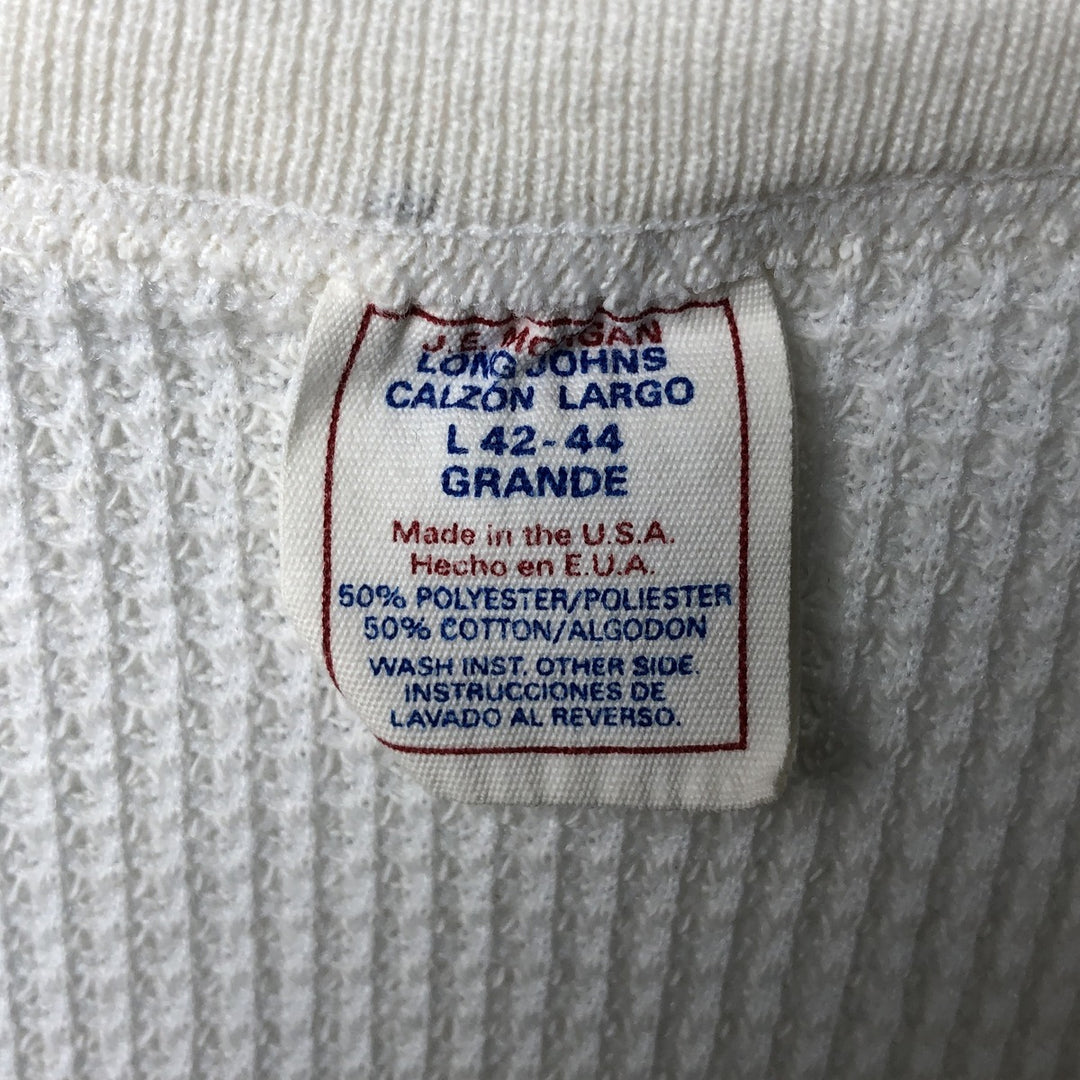 J. E. MORGAN
LONG JOHNS
CALZÓN LARGO
L 42-44
GRANDE
Made in the U.S.A.
Hecho en E.U.A.
50% POLYESTER/POLIESTER
50% COTTON/ALGODON
WASH INST. OTHER SIDE.
INSTRUCCIONES DE
LAVADO AL REVERSO.